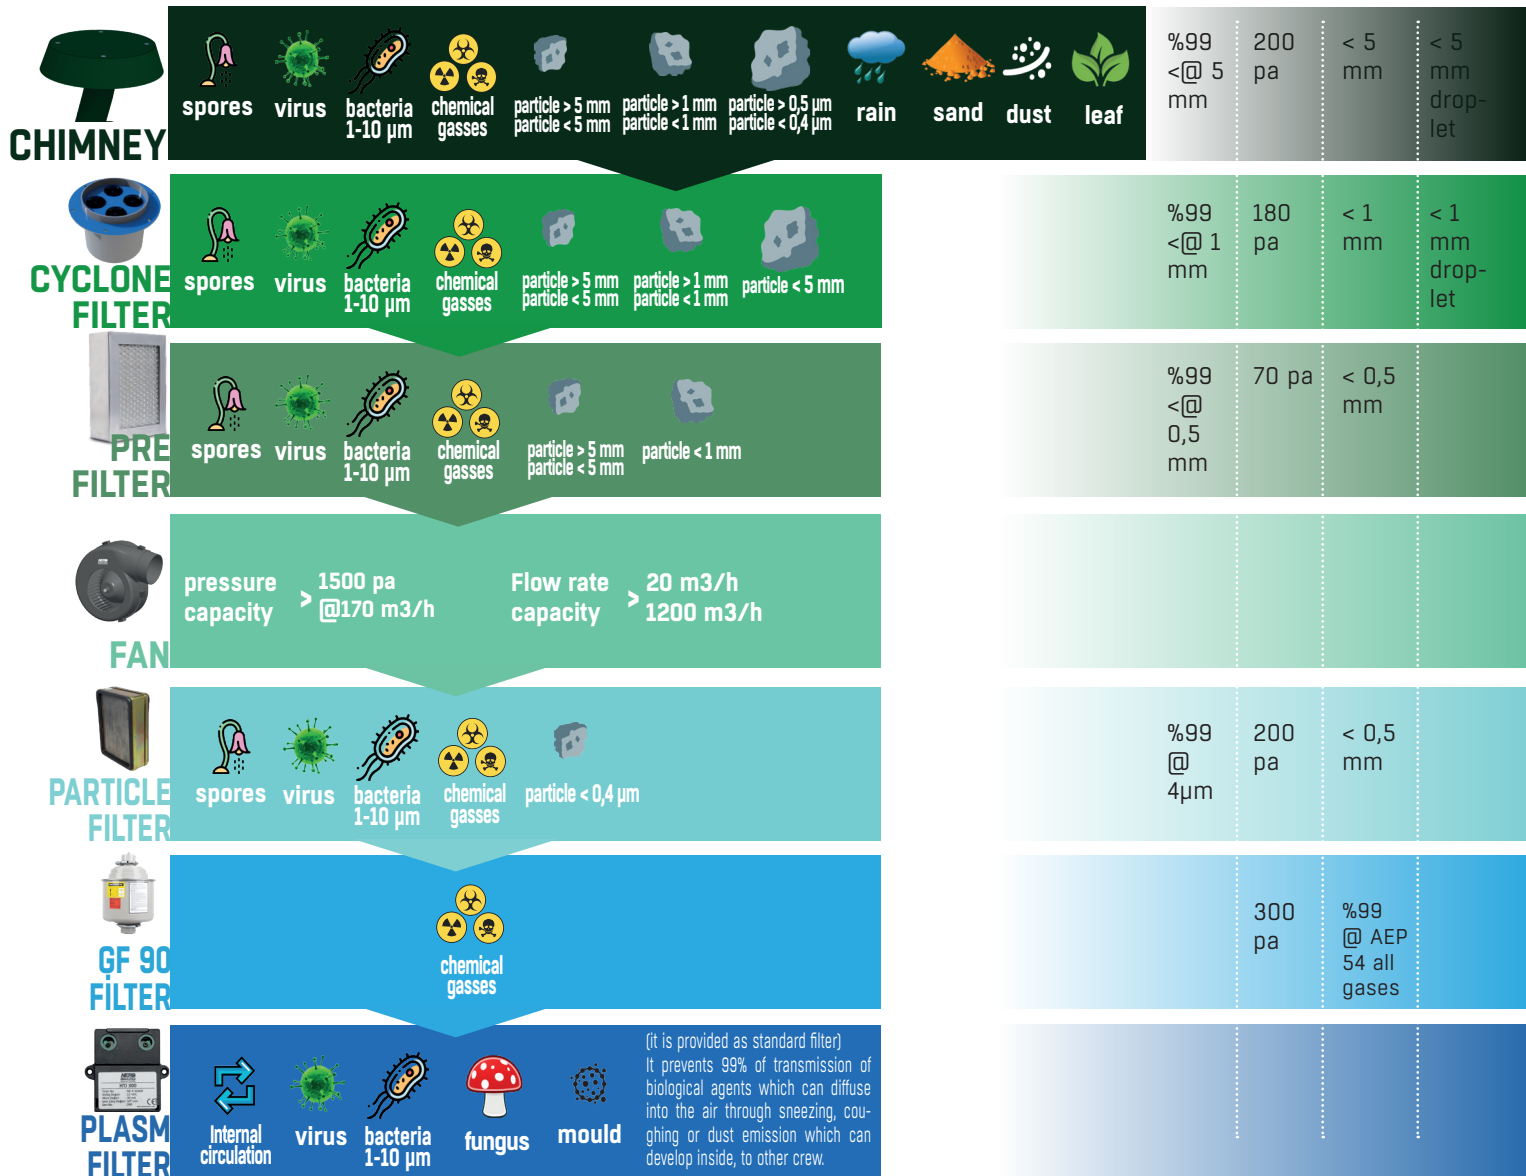 CHIMNEY
spores
virus
bacteria
1-10 µm
chemical
gasses
particle > 5 mm
particle < 5 mm
particle > 1 mm
particle < 1 mm
particle > 0,5 µm
particle < 0,4 µm
rain
sand
dust
leaf
%99
<@ 5
mm
200
pa
< 5
mm
< 5
mm
drop-
let
CYCLONE
FILTER
spores
virus
bacteria
1-10 µm
chemical
gasses
particle > 5 mm
particle < 5 mm
particle > 1 mm
particle < 1 mm
particle < 5 mm
%99
<@ 1
mm
180
pa
< 1
mm
< 1
mm
drop-
let
PRE
FILTER
spores
virus
bacteria
1-10 µm
chemical
gasses
particle > 5 mm
particle < 5 mm
particle < 1 mm
%99
<@
0,5
mm
70 pa
< 0,5
mm
FAN
pressure
capacity
>
1500 pa
@170 m3/h
Flow rate
capacity
>
20 m3/h
1200 m3/h
PARTICLE
FILTER
spores
virus
bacteria
1-10 µm
chemical
gasses
particle < 0,4 µm
%99
@
4µm
200
pa
< 0,5
mm
GF 90
FİLTER
chemical
gasses
300
pa
%99
@ AEP
54 all
gases
PLASM
FILTER
Internal
circulation
virus
bacteria
1-10 µm
fungus
mould
(it is provided as standard filter)
It prevents 99% of transmission of
biological agents which can diffuse
into the air through sneezing, cou-
ghing or dust emission which can
develop inside, to other crew.